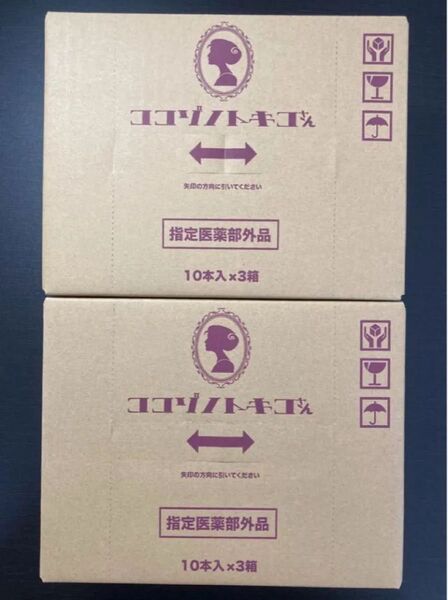 ココゾノトキコさん
矢印の方向に引いてください
指定医薬部外品
10本入×3箱
ココゾノトキコさん
矢印の方向に引いてください
指定医薬部外品
10本入×3箱